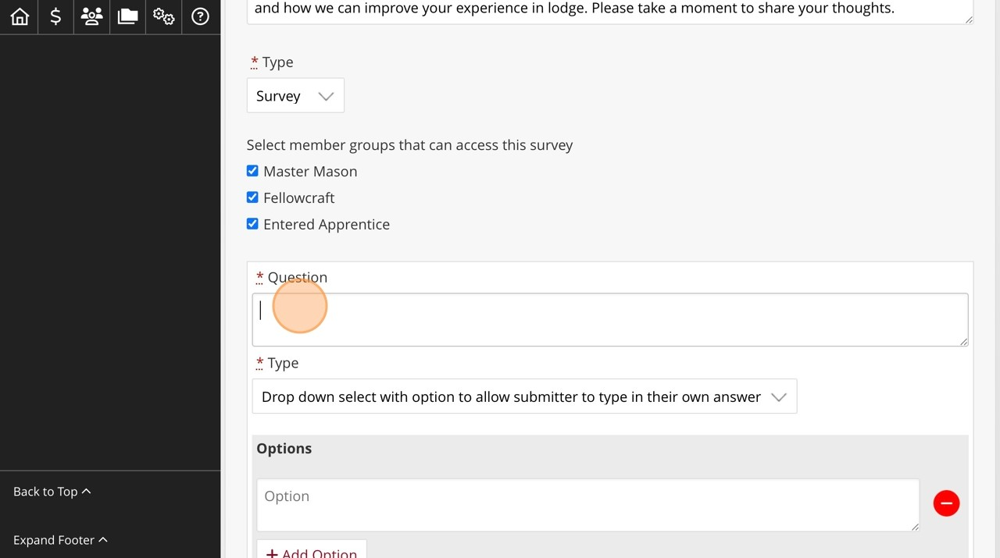 and how we can improve your experience in lodge. Please take a moment to share your thoughts.
* Type
Survey
Select member groups that can access this survey
Master Mason
Fellowcraft
Entered Apprentice
* Question
* Type
Drop down select with option to allow submitter to type in their own answer
Options
Option
+ Add Option
Back to Top
Expand Footer